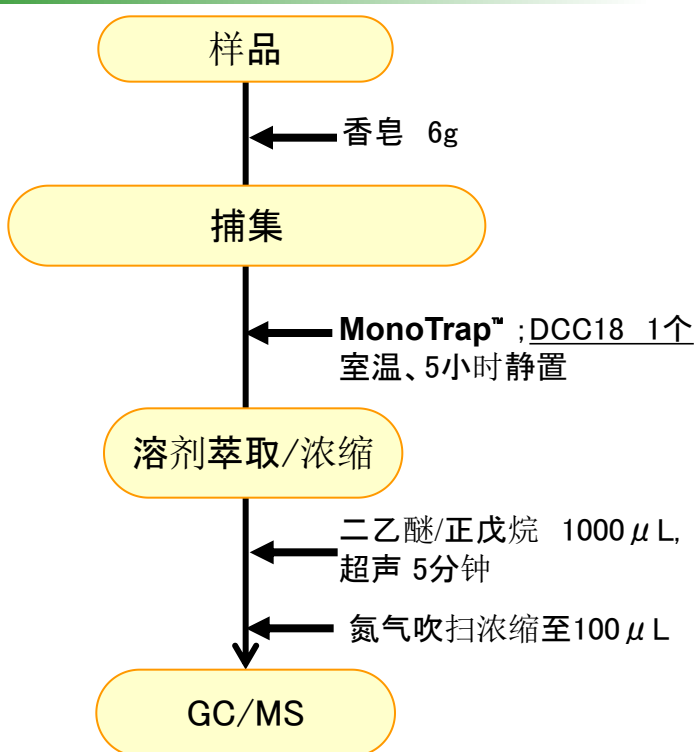 样品
香皂 6g
捕集
MonoTrap™ ;DCC18 1个
室温、5小时静置
溶剂萃取/浓缩
二乙醚/正戊烷 1000μL,
超声 5分钟
氮气吹扫浓缩至100μL
GC/MS